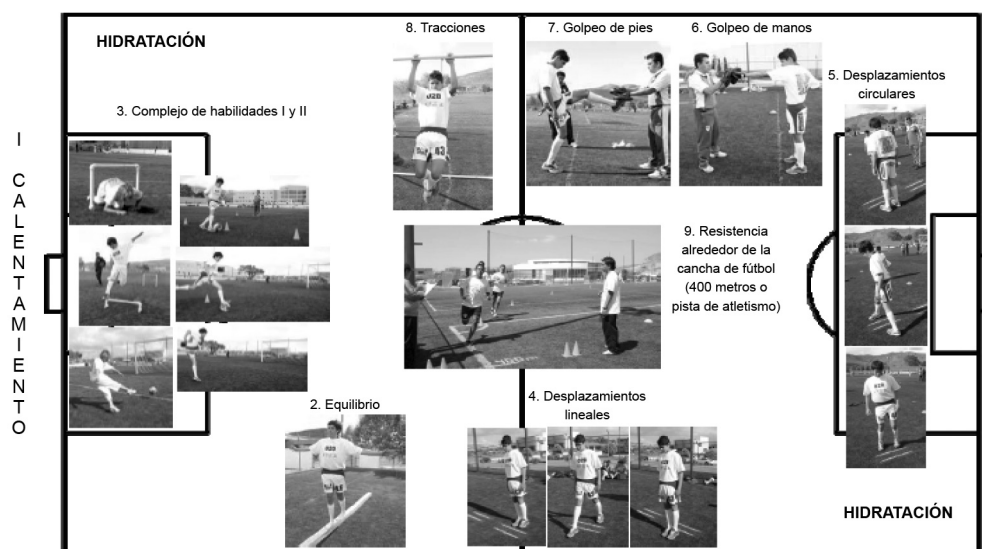 HIDRATACIÓN
8. Tracciones
7. Golpeo de pies
6. Golpeo de manos
5. Desplazamientos
circulares
3. Complejo de habilidades I y II
I
CALENTAMIENTO
9. Resistencia
alrededor de la
cancha de fútbol
(400 metros o
pista de atletismo)
2. Equilibrio
4. Desplazamientos
lineales
HIDRATACIÓN